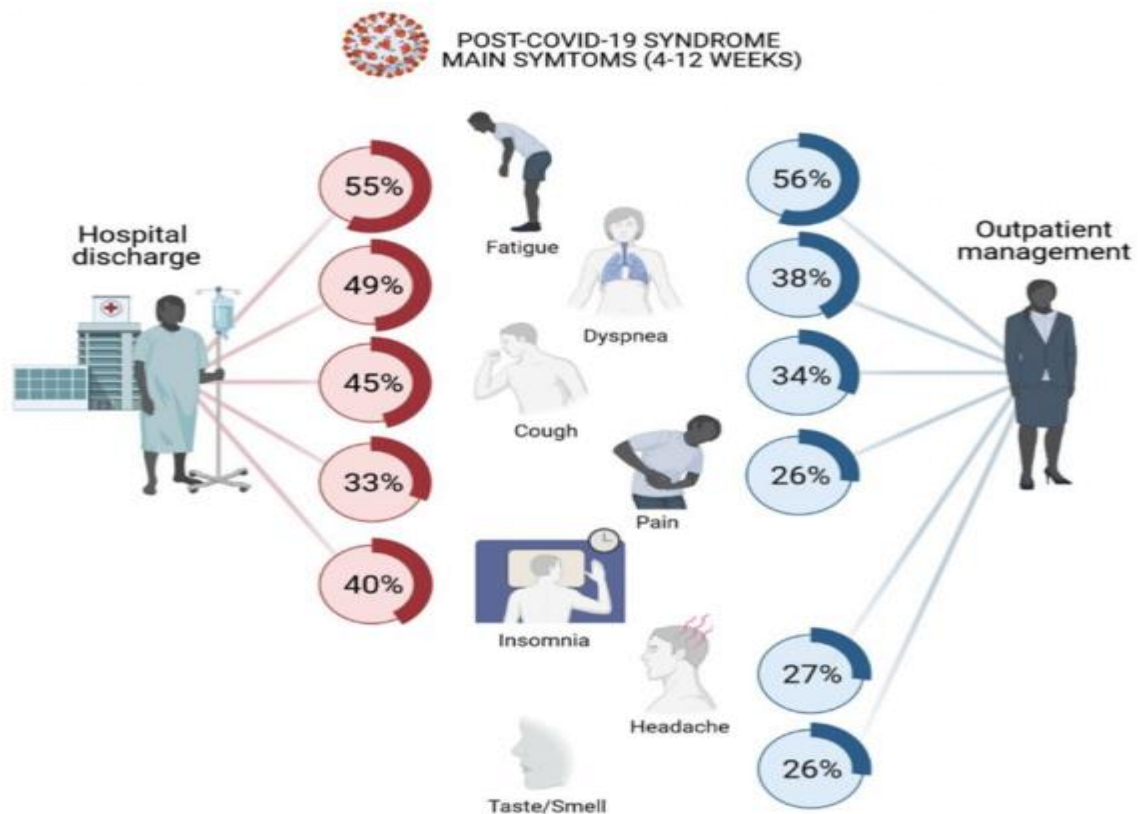 POST-COVID-19 SYNDROME
MAIN SYMTOMS (4-12 WEEKS)
Hospital
discharge
Outpatient
management
55%
56%
Fatigue
49%
38%
Dyspnea
45%
34%
Cough
33%
26%
Pain
40%
Insomnia
27%
Headache
26%
Taste/Smell